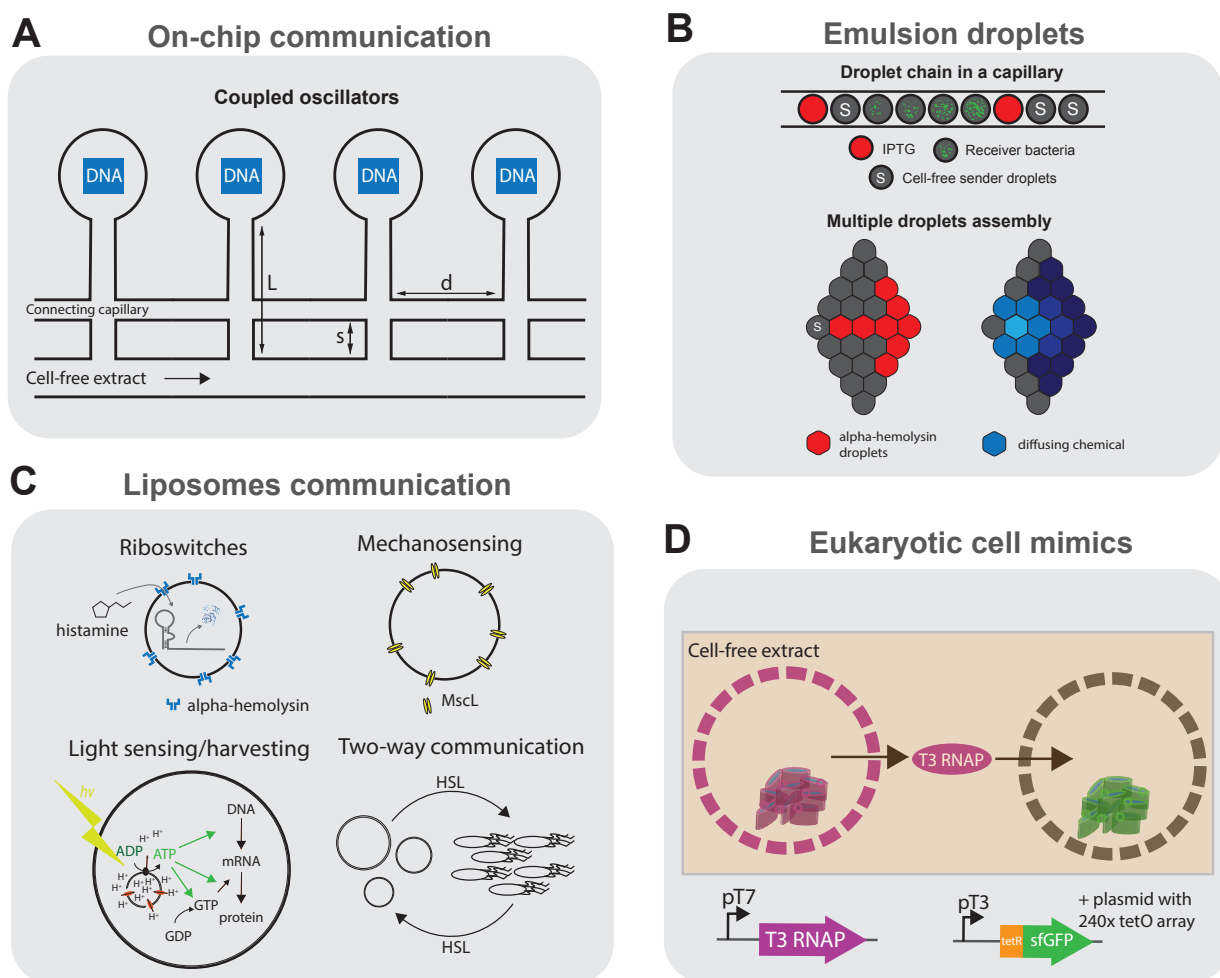 A
On-chip communication
Coupled oscillators
DNA
DNA
DNA
DNA
L
d
Connecting capillary
s
Cell-free extract
B
Emulsion droplets
Droplet chain in a capillary
S
S
S
IPTG
Receiver bacteria
S
Cell-free sender droplets
Multiple droplets assembly
S
alpha-hemolysin
droplets
diffusing chemical
C
Liposomes communication
Riboswitches
histamine
alpha-hemolysin
Mechanosensing
MscL
Light sensing/harvesting
hv
DNA
H+
H+
H+
ADP
ATP
H+
H+
H+
H+
H+
H+
H+
H+
H+
H+
mRNA
GTP
GDP
protein
Two-way communication
HSL
HSL
D
Eukaryotic cell mimics
Cell-free extract
T3 RNAP
pT7
T3 RNAP
pT3
tetR
sfGFP
+ plasmid with
240x tetO array